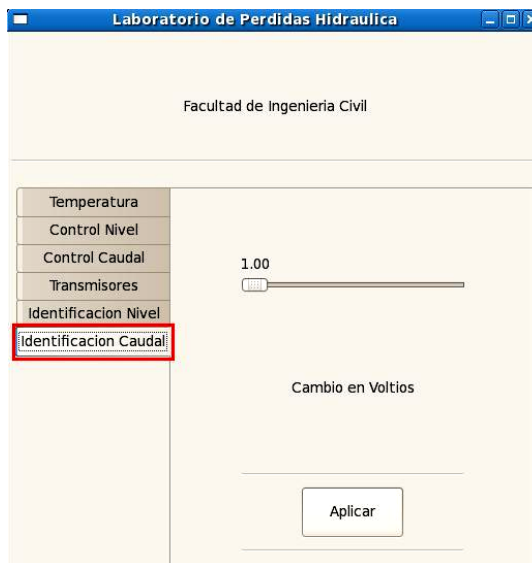 Laboratorio de Perdidas Hidraulica
Facultad de Ingenieria Civil
Temperatura
Control Nivel
Control Caudal
Transmisores
Identificacion Nivel
Identificacion Caudal
1.00
Cambio en Voltios
Aplicar